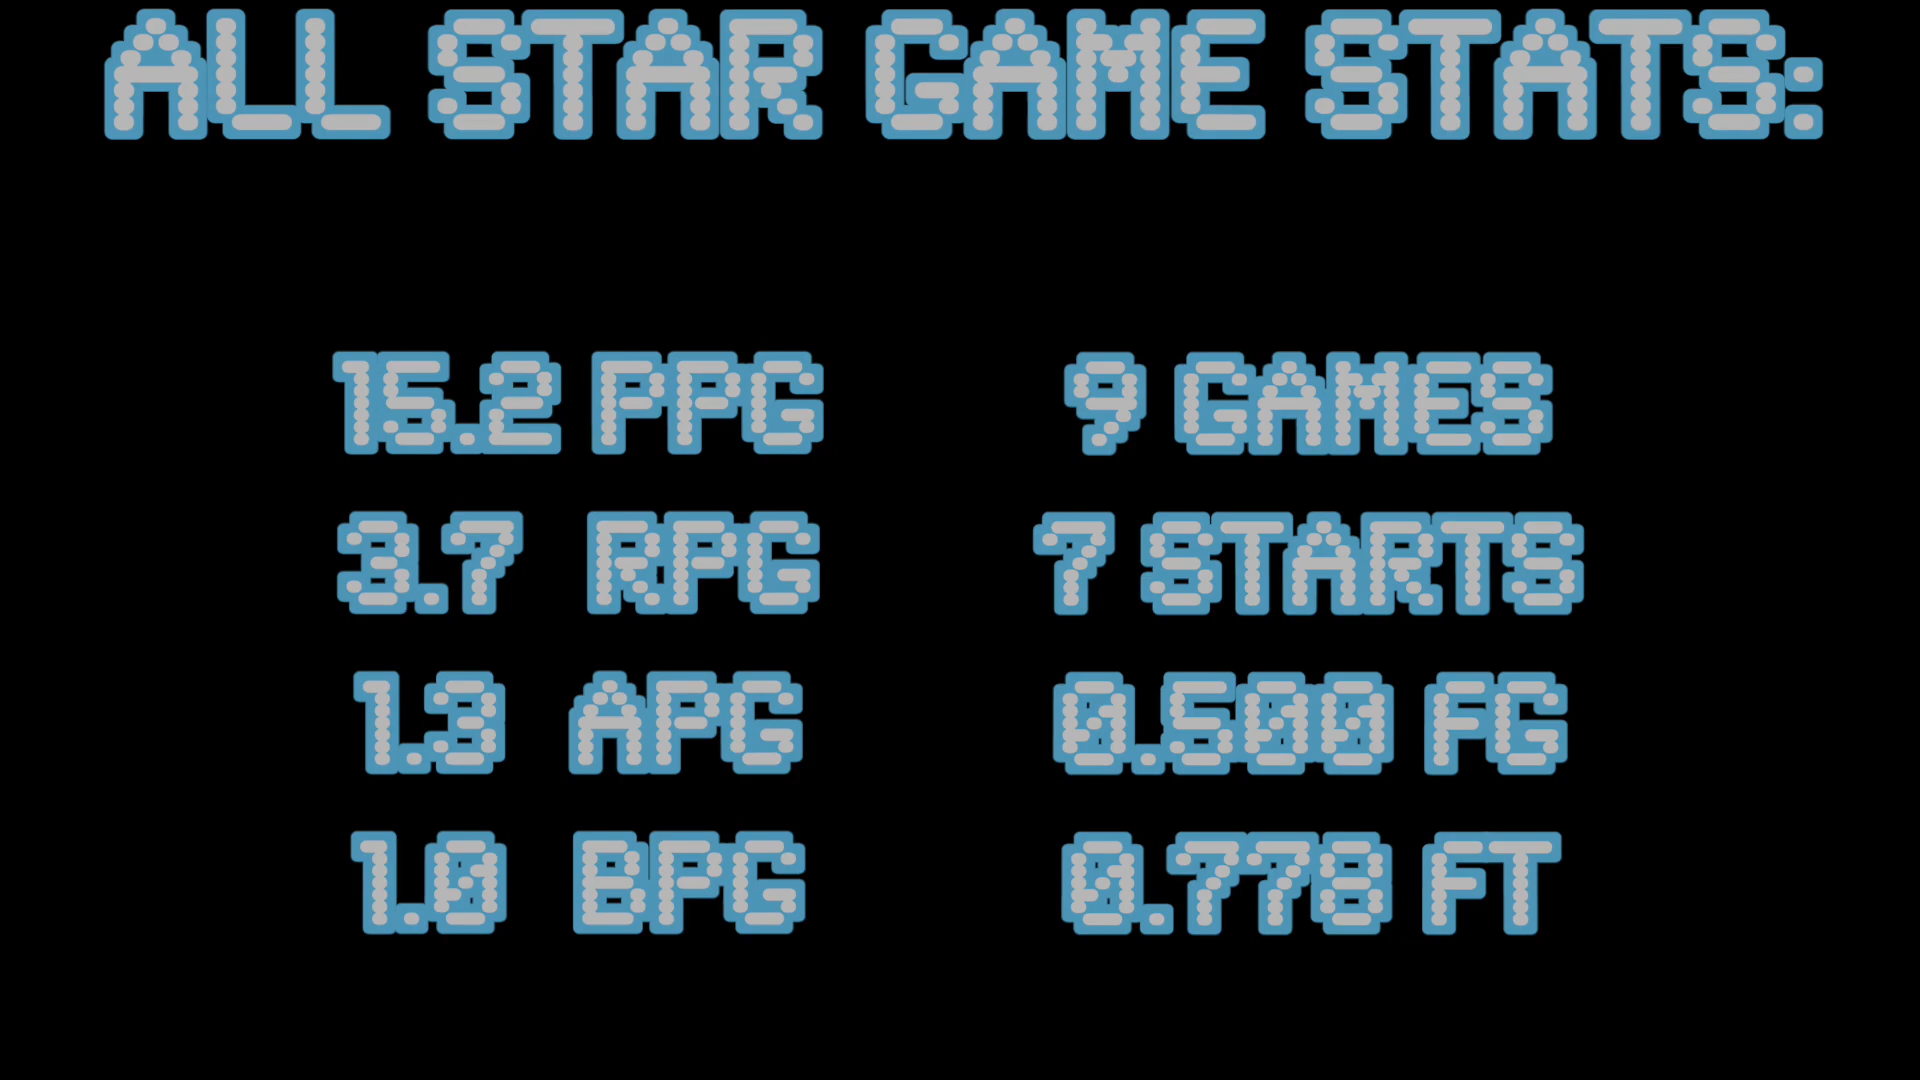 ALL STAR GAME STATS:
15.2 PPG
3.7 RPG
1.3 APG
1.0 BPG
9 GAMES
7 STARTS
0.500 FG
0.778 FT